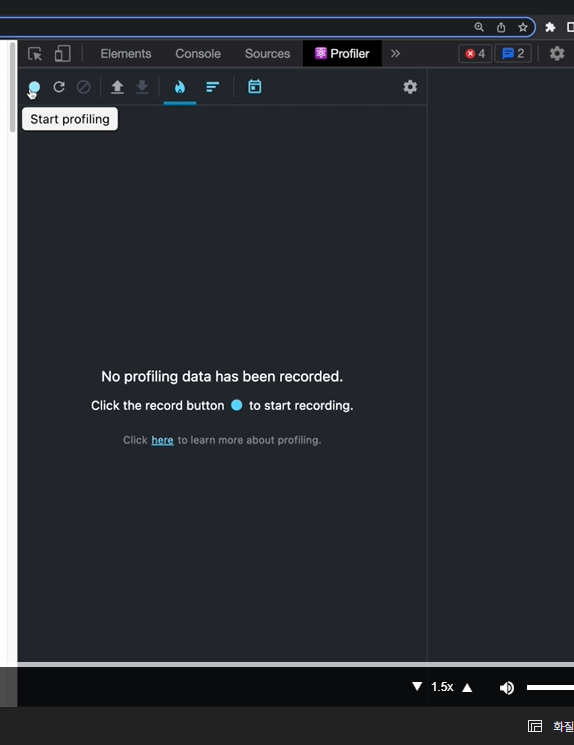 Elements Console Sources Profiler » 4 2
Start profiling
No profiling data has been recorded.
Click the record button to start recording.
Click here to learn more about profiling.
1.5x
화질